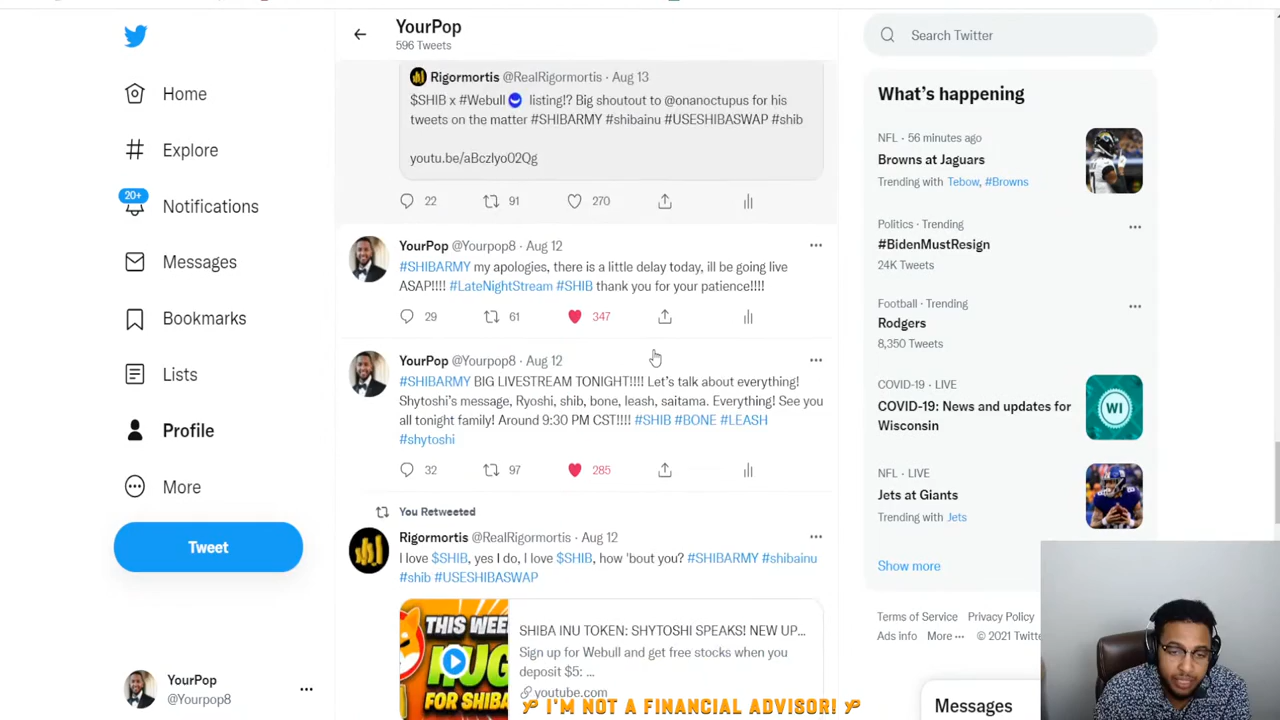 YourPop
596 Tweets
Home
Explore
20+
Notifications
Messages
Bookmarks
Lists
Profile
More
Tweet
YourPop
@Yourpop8
Rigormortis @RealRigormortis · Aug 13
$SHIB x #Webull listing!? Big shoutout to @onanoctupus for his
tweets on the matter #SHIBARMY #shibainu #USESHIBASWAP #shib
youtu.be/aBczlyo02Qg
22 91 270
YourPop @Yourpop8 · Aug 12
#SHIBARMY my apologies, there is a little delay today, ill be going live
ASAP!!!! #LateNightStream #SHIB thank you for your patience!!!!
29 61 347
YourPop @Yourpop8 · Aug 12
#SHIBARMY BIG LIVESTREAM TONIGHT!!!! Let's talk about everything!
Shytoshi's message, Ryoshi, shib, bone, leash, saitama. Everything! See you
all tonight family! Around 9:30 PM CST!!!! #SHIB #BONE #LEASH
#shytoshi
32 97 285
You Retweeted
Rigormortis @RealRigormortis · Aug 12
I love $SHIB, yes I do, I love $SHIB, how 'bout you? #SHIBARMY #shibainu
#shib #USESHIBASWAP
THIS WEE
HUG
FOR SHIBA
SHIBA INU TOKEN: SHYTOSHI SPEAKS! NEW UP...
Sign up for Webull and get free stocks when you
deposit $5: ...
youtube.com
I'M NOT A FINANCIAL ADVISOR!
Search Twitter
What's happening
NFL · 56 minutes ago
Browns at Jaguars
Trending with Tebow, #Browns
Politics · Trending
#BidenMustResign
24K Tweets
Football · Trending
Rodgers
8,350 Tweets
COVID-19 · LIVE
COVID-19: News and updates for
Wisconsin
WI
NFL · LIVE
Jets at Giants
Trending with Jets
Show more
Terms of Service Privacy Policy
Ads info More ··· © 2021 Twitte
Messages